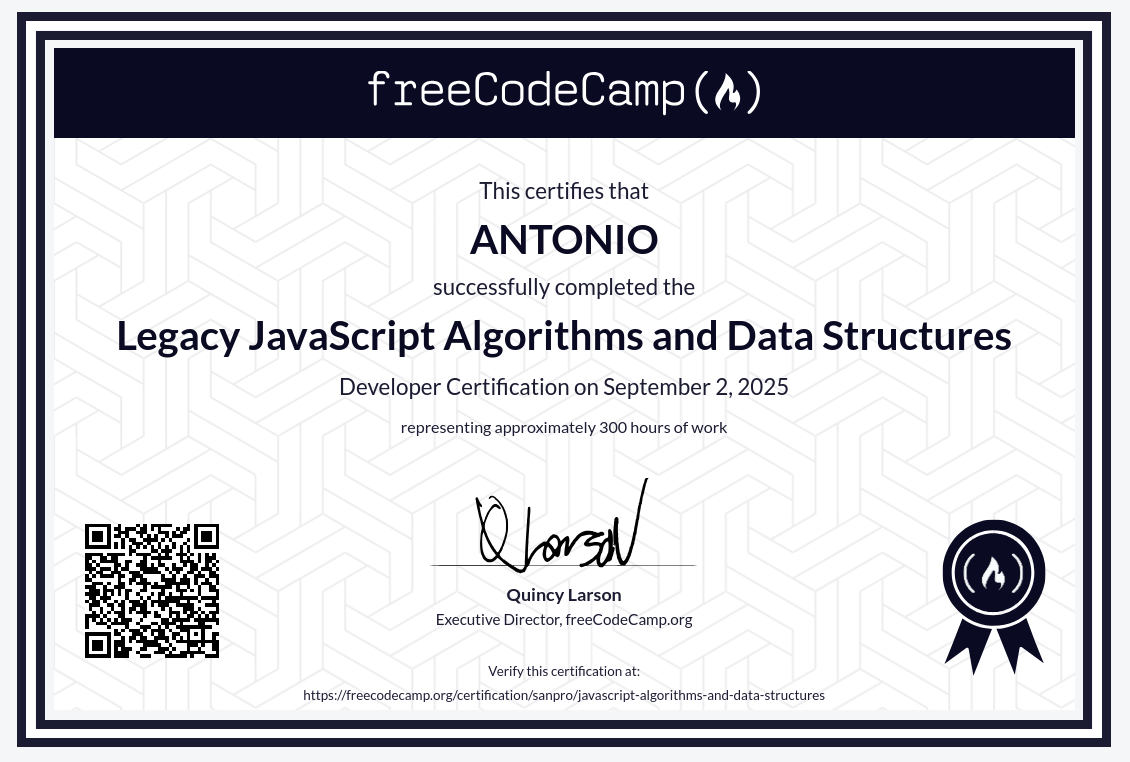 freeCodeCamp
This certifies that
ANTONIO
successfully completed the
Legacy JavaScript Algorithms and Data Structures
Developer Certification on September 2, 2025
representing approximately 300 hours of work
Quincy Larson
Executive Director, freeCodeCamp.org
Verify this certification at:
https://freecodecamp.org/certification/sanpro/javascript-algorithms-and-data-structures